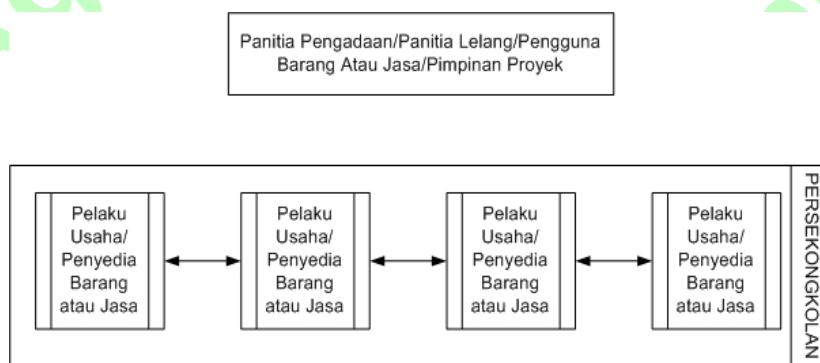 Panitia Pengadaan/Panitia Lelang/Pengguna
Barang Atau Jasa/Pimpinan Proyek
Pelaku
Usaha/
Penyedia
Barang
atau Jasa
Pelaku
Usaha/
Penyedia
Barang
atau Jasa
Pelaku
Usaha/
Penyedia
Barang
atau Jasa
Pelaku
Usaha/
Penyedia
Barang
atau Jasa
PERSEKONGKOLAN